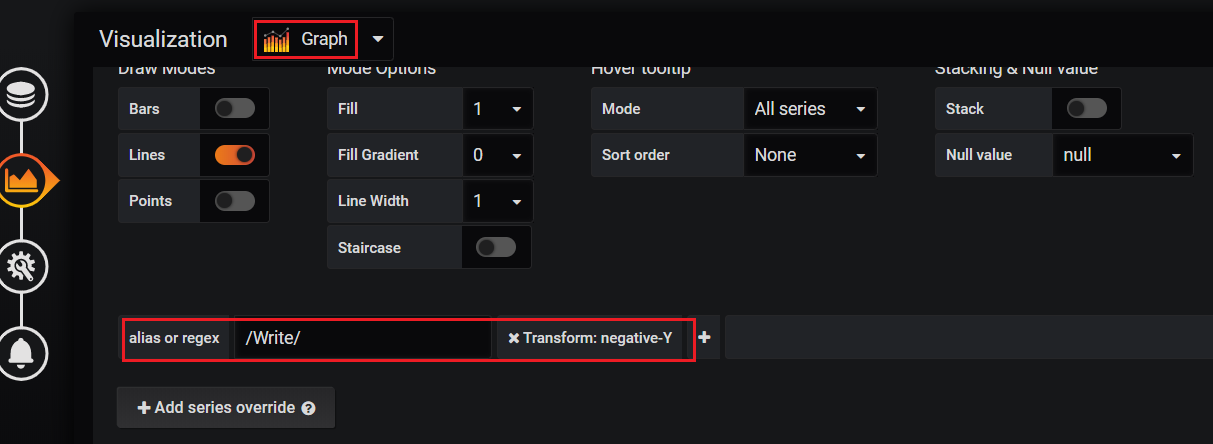 Visualization Graph
Draw Modes Mode Options Hover tooltip Stacking & Null value
Bars Fill 1 Mode All series Stack
Lines Fill Gradient 0 Sort order None Null value null
Points Line Width 1
Staircase
alias or regex /Write/ × Transform: negative-Y +
+ Add series override ?